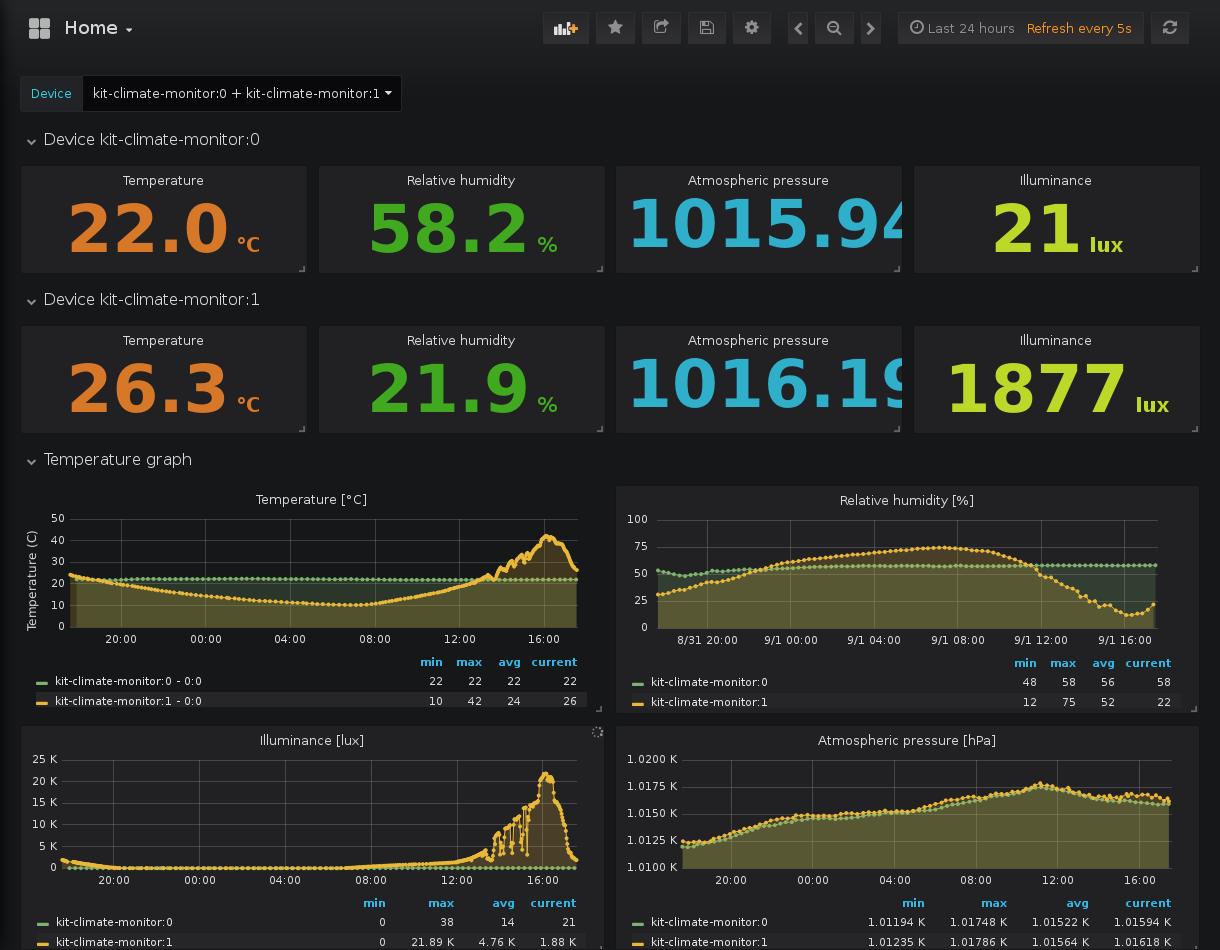 Home
Last 24 hours Refresh every 5s
Device kit-climate-monitor:0 + kit-climate-monitor:1
Device kit-climate-monitor:0
Temperature Relative humidity Atmospheric pressure Illuminance
22.0 °C 58.2 % 1015.94 21 lux
Device kit-climate-monitor:1
Temperature Relative humidity Atmospheric pressure Illuminance
26.3 °C 21.9 % 1016.19 1877 lux
Temperature graph
Temperature [°C]
Temperature (C)
50
40
30
20
10
0
20:00 00:00 04:00 08:00 12:00 16:00
min max avg current
kit-climate-monitor:0 - 0:0 22 22 22 22
kit-climate-monitor:1 - 0:0 10 42 24 26
Relative humidity [%]
100
75
50
25
0
8/31 20:00 9/1 00:00 9/1 04:00 9/1 08:00 9/1 12:00 9/1 16:00
min max avg current
kit-climate-monitor:0 48 58 56 58
kit-climate-monitor:1 12 75 52 22
Illuminance [lux]
25 K
20 K
15 K
10 K
5 K
0
20:00 00:00 04:00 08:00 12:00 16:00
min max avg current
kit-climate-monitor:0 0 38 14 21
kit-climate-monitor:1 0 21.89 K 4.76 K 1.88 K
Atmospheric pressure [hPa]
1.0200 K
1.0175 K
1.0150 K
1.0125 K
1.0100 K
20:00 00:00 04:00 08:00 12:00 16:00
min max avg current
kit-climate-monitor:0 1.01194 K 1.01748 K 1.01522 K 1.01594 K
kit-climate-monitor:1 1.01235 K 1.01786 K 1.01564 K 1.01618 K